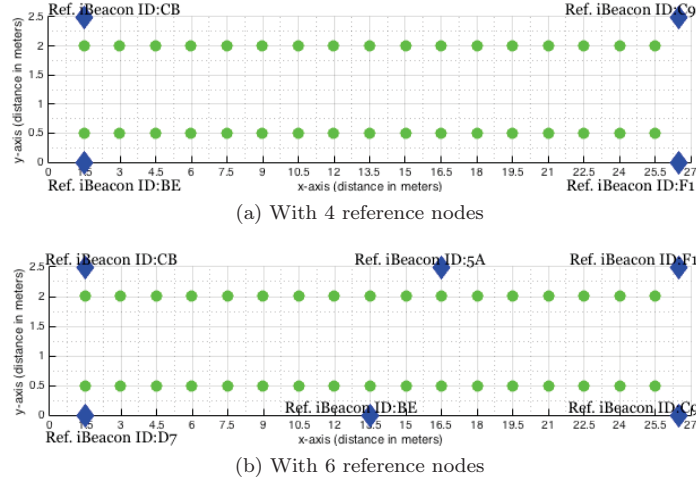 Ref. iBeacon ID:CB Ref. iBeacon ID:C9
2.5
2
1.5
1
0.5
0
y-axis (distance in meters)
0 1.5 3 4.5 6 7.5 9 10.5 12 13.5 15 16.5 18 19.5 21 22.5 24 25.5 27
Ref. iBeacon ID:BE x-axis (distance in meters) Ref. iBeacon ID:F1
(a) With 4 reference nodes
Ref. iBeacon ID:CB Ref. iBeacon ID:5A Ref. iBeacon ID:F1
2.5
2
1.5
1
0.5
0
y-axis (distance in meters)
Ref. iBeacon ID:BE Ref. iBeacon ID:C9
0 1.5 3 4.5 6 7.5 9 10.5 12 13.5 15 16.5 18 19.5 21 22.5 24 25.5 27
Ref. iBeacon ID:D7 x-axis (distance in meters)
(b) With 6 reference nodes